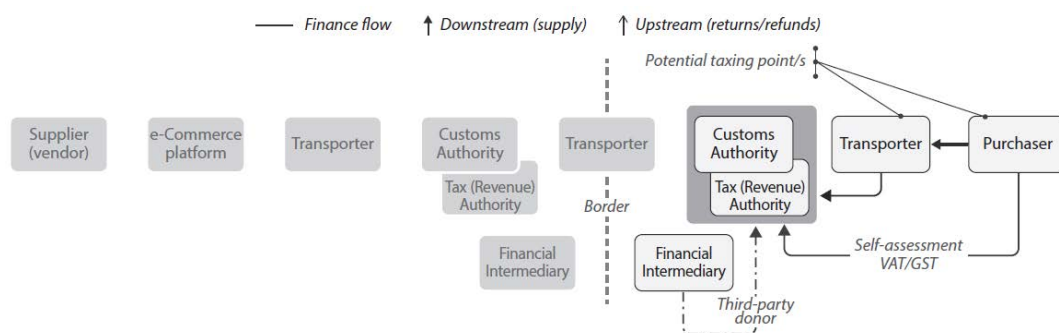 Finance flow
Downstream (supply)
Upstream (returns/refunds)
Potential taxing point/s
Supplier
(vendor)
e-Commerce
platform
Transporter
Customs
Authority
Tax (Revenue)
Authority
Transporter
Border
Customs
Authority
Tax (Revenue)
Authority
Transporter
Purchaser
Financial
Intermediary
Financial
Intermediary
Self-assessment
VAT/GST
Third-party
donor